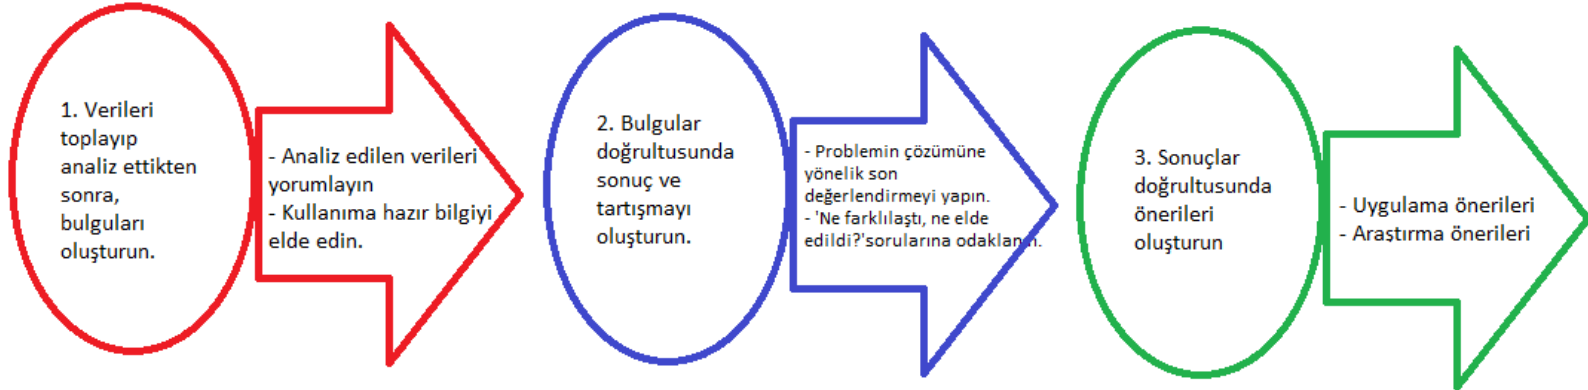 1. Verileri
toplayıp
analiz ettikten
sonra,
bulguları
oluşturun.
- Analiz edilen verileri
yorumlayın
- Kullanıma hazır bilgiyi
elde edin.
2. Bulgular
doğrultusunda
sonuç ve
tartışmayı
oluşturun.
- Problemin çözümüne
yönelik son
değerlendirmeyi yapın.
- 'Ne farklılaştı, ne elde
edildi?'sorularına odaklanın.
3. Sonuçlar
doğrultusunda
önerileri
oluşturun
- Uygulama önerileri
- Araştırma önerileri